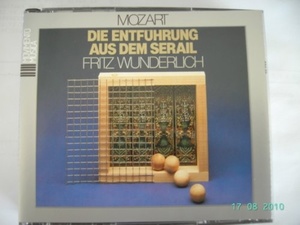 MOZART
DIE ENTFUHRUNG
AUS DEM SERAIL
FRITZ WUNDERLICH
17-08-2010